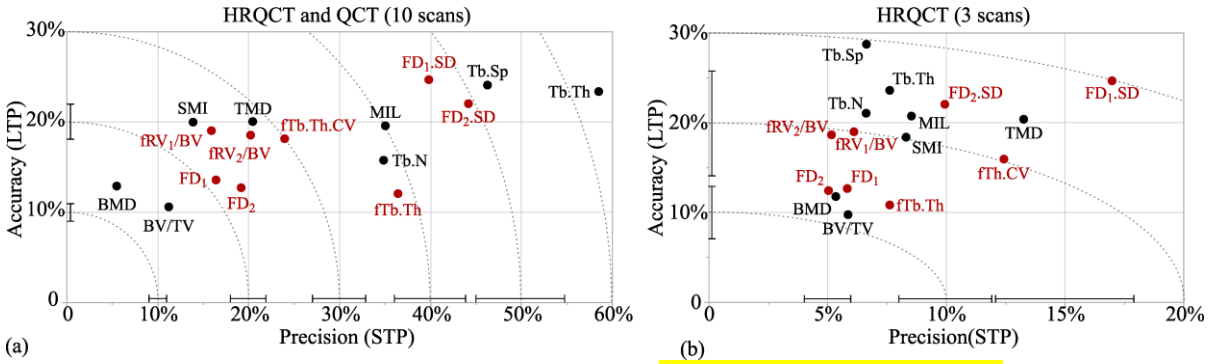 HRQCT and QCT (10 scans)
30%
20%
10%
0
Accuracy (LTP)
FD1.SD
Tb.Sp
Tb.Th
FD2.SD
SMI
TMD
MIL
fTb.Th.CV
fRV1/BV
fRV2/BV
Tb.N
FD1
FD2
fTb.Th
BMD
BV/TV
0 10% 20% 30% 40% 50% 60%
Precision (STP)
(a)
HRQCT (3 scans)
30%
20%
10%
0
Accuracy (LTP)
Tb.Sp
Tb.Th
FD2.SD
FD1.SD
Tb.N
MIL
TMD
fRV2/BV
fRV1/BV
SMI
fTh.CV
FD2
FD1
fTb.Th
BMD
BV/TV
0 5% 10% 15% 20%
Precision(STP)
(b)